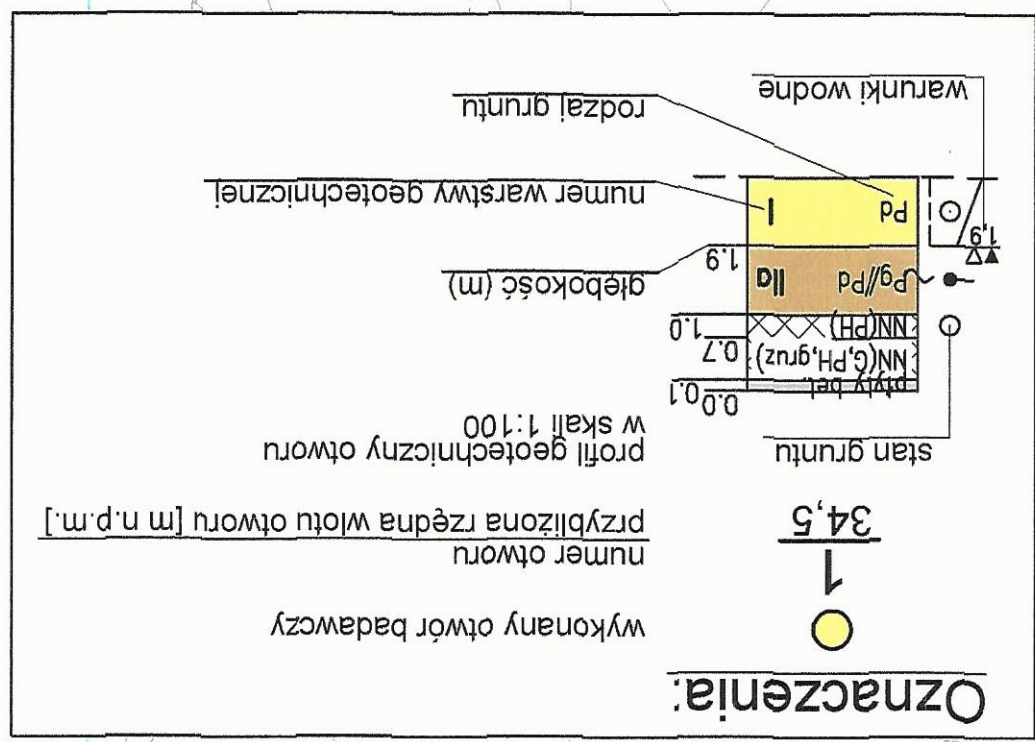 Oznaczenia:
wykonany otwór badawczy
1
34,5
numer otworu
przybliżona rzędna wlotu otworu [m n.p.m.]
stan gruntu
profil geotechniczny otworu
w skali 1:100
płyty bet.
0.0
0.1
NN(G,PH,gruz)
0.7
NN(PH)
1.0
Pg//Pd
IIa
głębokość (m)
1,9
1.9
Pd
I
numer warstwy geotechnicznej
rodzaj gruntu
warunki wodne